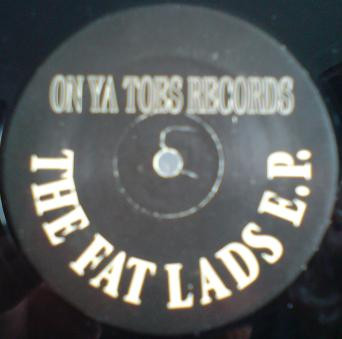 ON YA TOES RECORDS
THE FAT LADS E.P.